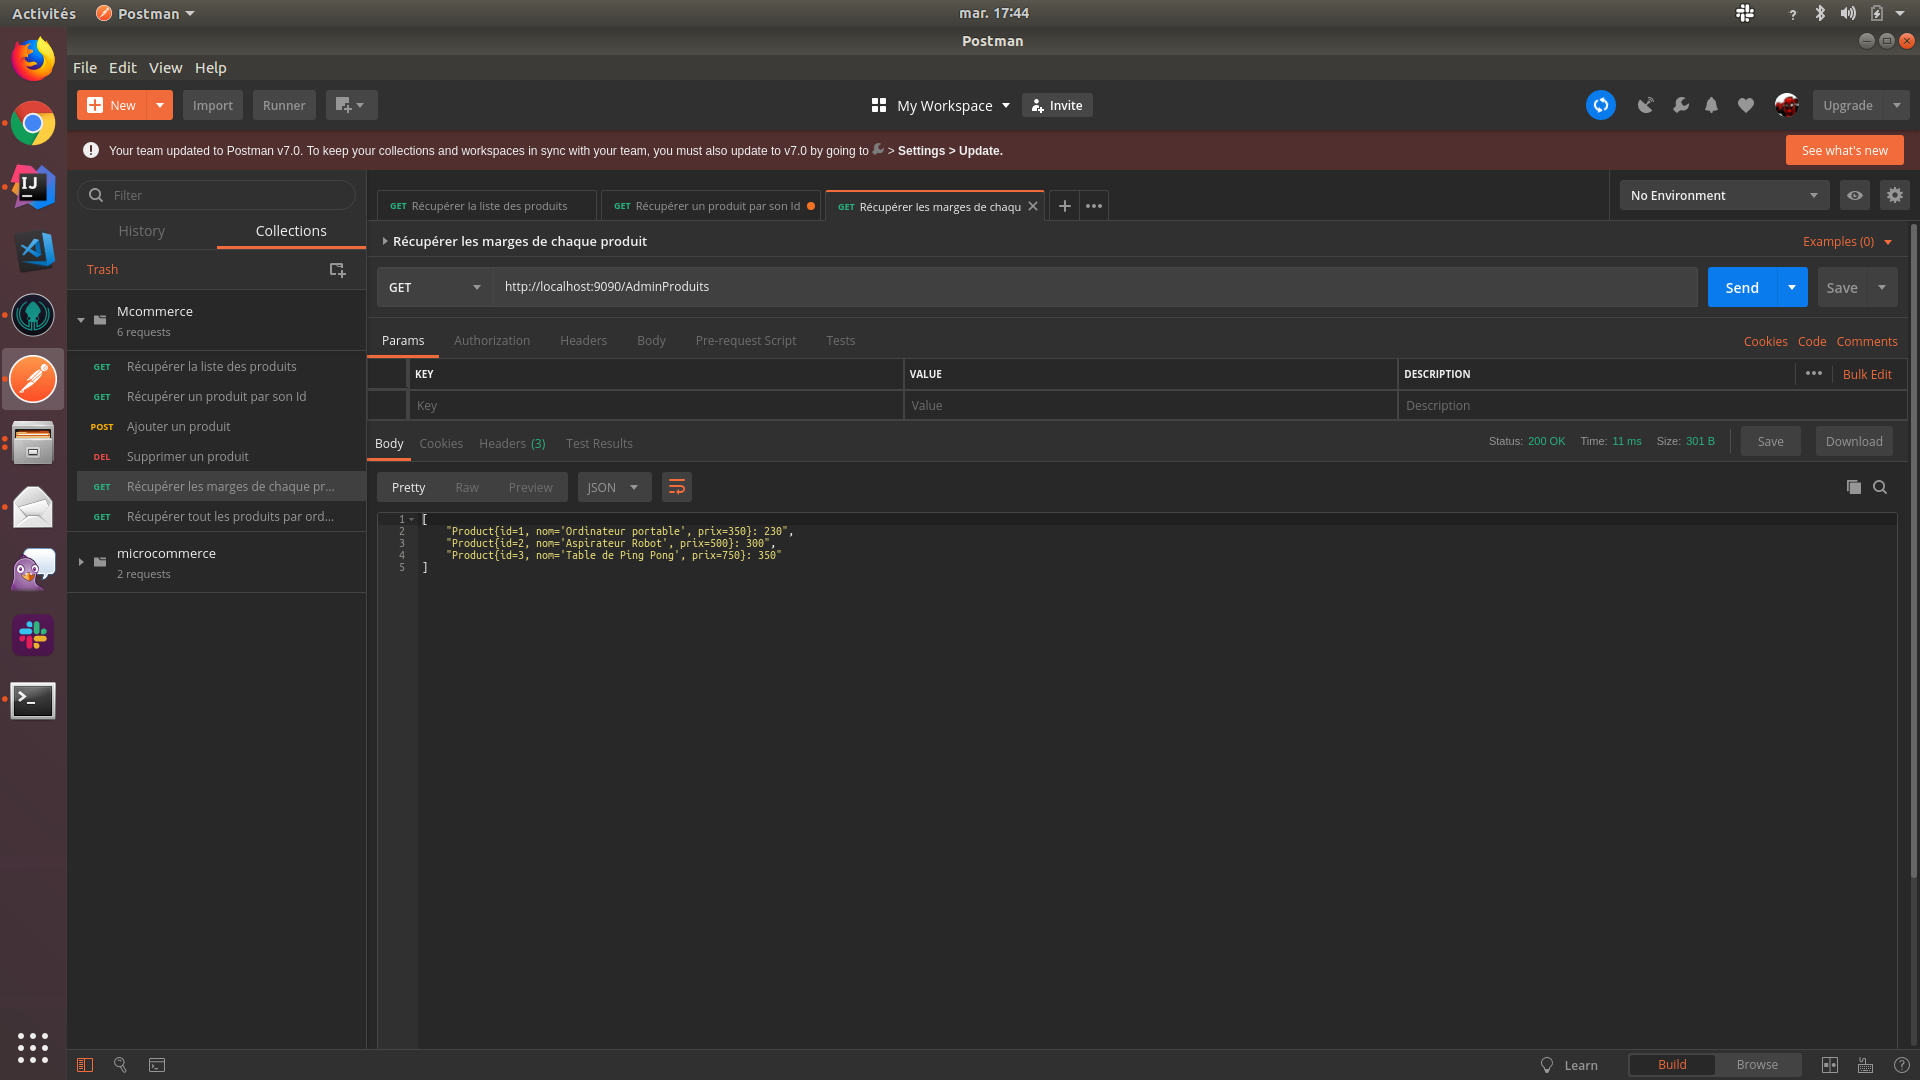 Activités
Postman
mar. 17:44
Postman
File Edit View Help
New
Import
Runner
My Workspace
Invite
Upgrade
Your team updated to Postman v7.0. To keep your collections and workspaces in sync with your team, you must also update to v7.0 by going to > Settings > Update.
See what's new
Filter
History
Collections
Trash
Mcommerce
6 requests
GET Récupérer la liste des produits
GET Récupérer un produit par son Id
POST Ajouter un produit
DEL Supprimer un produit
GET Récupérer les marges de chaque pr...
GET Récupérer tout les produits par ord...
microcommerce
2 requests
GET Récupérer la liste des produits
GET Récupérer un produit par son Id
GET Récupérer les marges de chaqu
No Environment
Récupérer les marges de chaque produit
Examples (0)
GET
http://localhost:9090/AdminProduits
Send
Save
Params
Authorization
Headers
Body
Pre-request Script
Tests
Cookies
Code
Comments
KEY
VALUE
DESCRIPTION
Bulk Edit
Key
Value
Description
Body
Cookies
Headers (3)
Test Results
Status: 200 OK
Time: 11 ms
Size: 301 B
Save
Download
Pretty
Raw
Preview
JSON
1 [
2 "Product{id=1, nom='Ordinateur portable', prix=350}: 230",
3 "Product{id=2, nom='Aspirateur Robot', prix=500}: 300",
4 "Product{id=3, nom='Table de Ping Pong', prix=750}: 350"
5 ]
Learn
Build
Browse